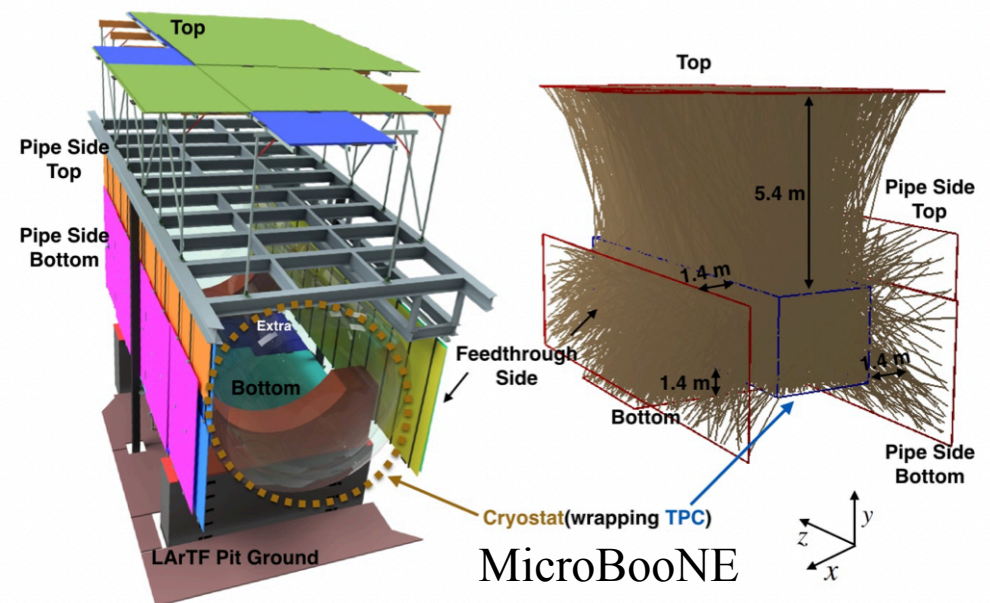 Top
Pipe Side
Top
Pipe Side
Bottom
Extra
Bottom
Feedthrough
Side
LArTF Pit Ground
Cryostat(wrapping TPC)
MicroBooNE
Top
5.4 m
Pipe Side
Top
1.4 m
1.4 m
1.4 m
Bottom
Pipe Side
Bottom
y
z
x